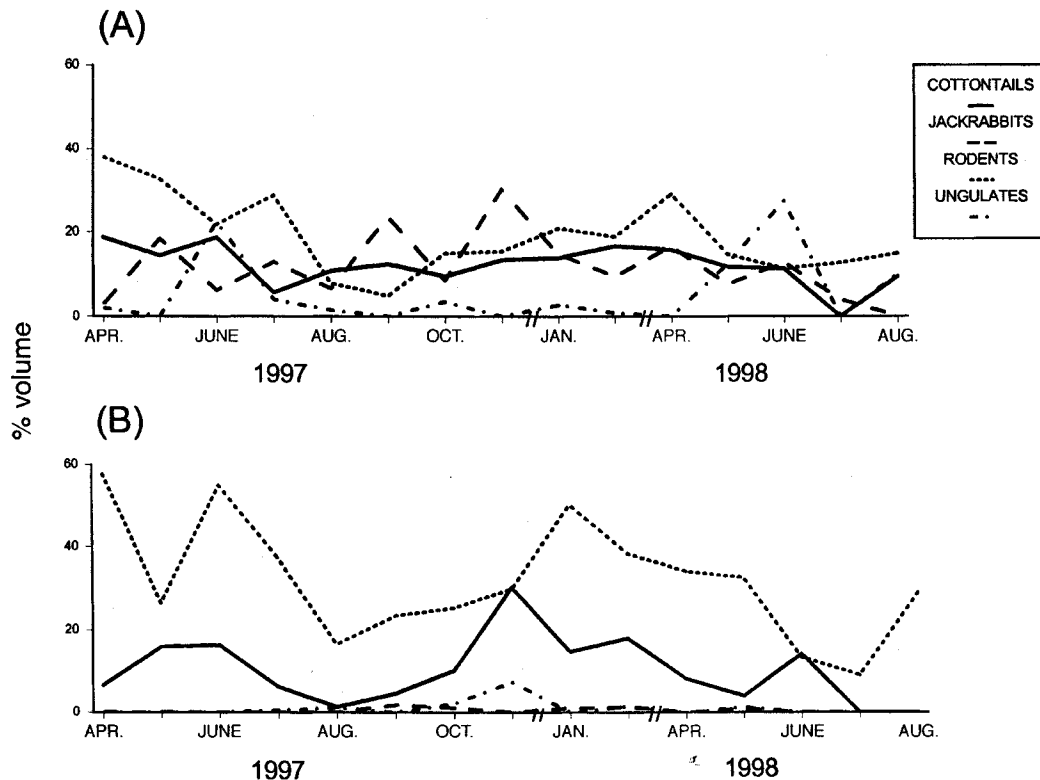 (A)
60
40
20
0
APR. JUNE AUG. OCT. JAN. APR. JUNE AUG.
1997 1998
COTTONTAILS
JACKRABBITS
RODENTS
UNGULATES
% volume
(B)
60
40
20
0
APR. JUNE AUG. OCT. JAN. APR. JUNE AUG.
1997 1998